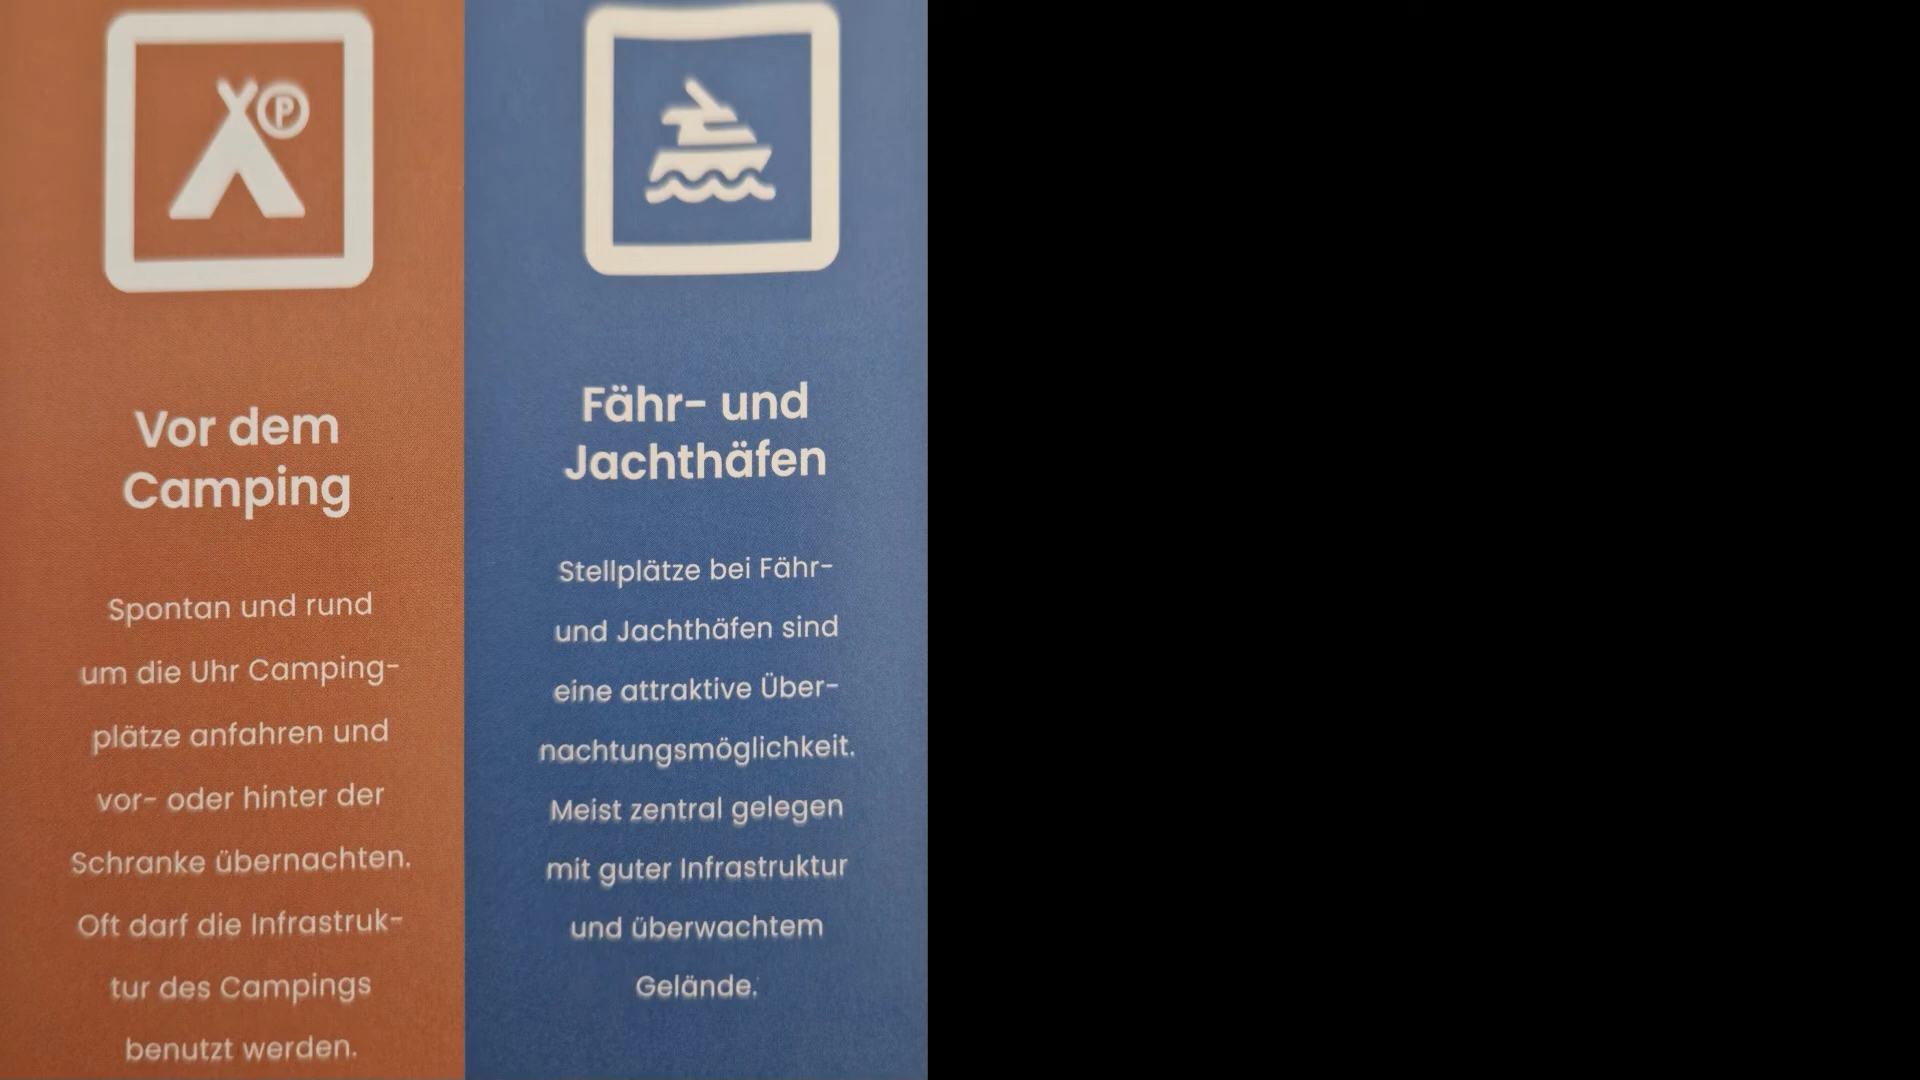 P
Vor dem
Camping
Spontan und rund
um die Uhr Camping-
plätze anfahren und
vor- oder hinter der
Schranke übernachten.
Oft darf die Infrastruk-
tur des Campings
benutzt werden.
Fähr- und
Jachthäfen
Stellplätze bei Fähr-
und Jachthäfen sind
eine attraktive Über-
nachtungsmöglichkeit.
Meist zentral gelegen
mit guter Infrastruktur
und überwachtem
Gelände.